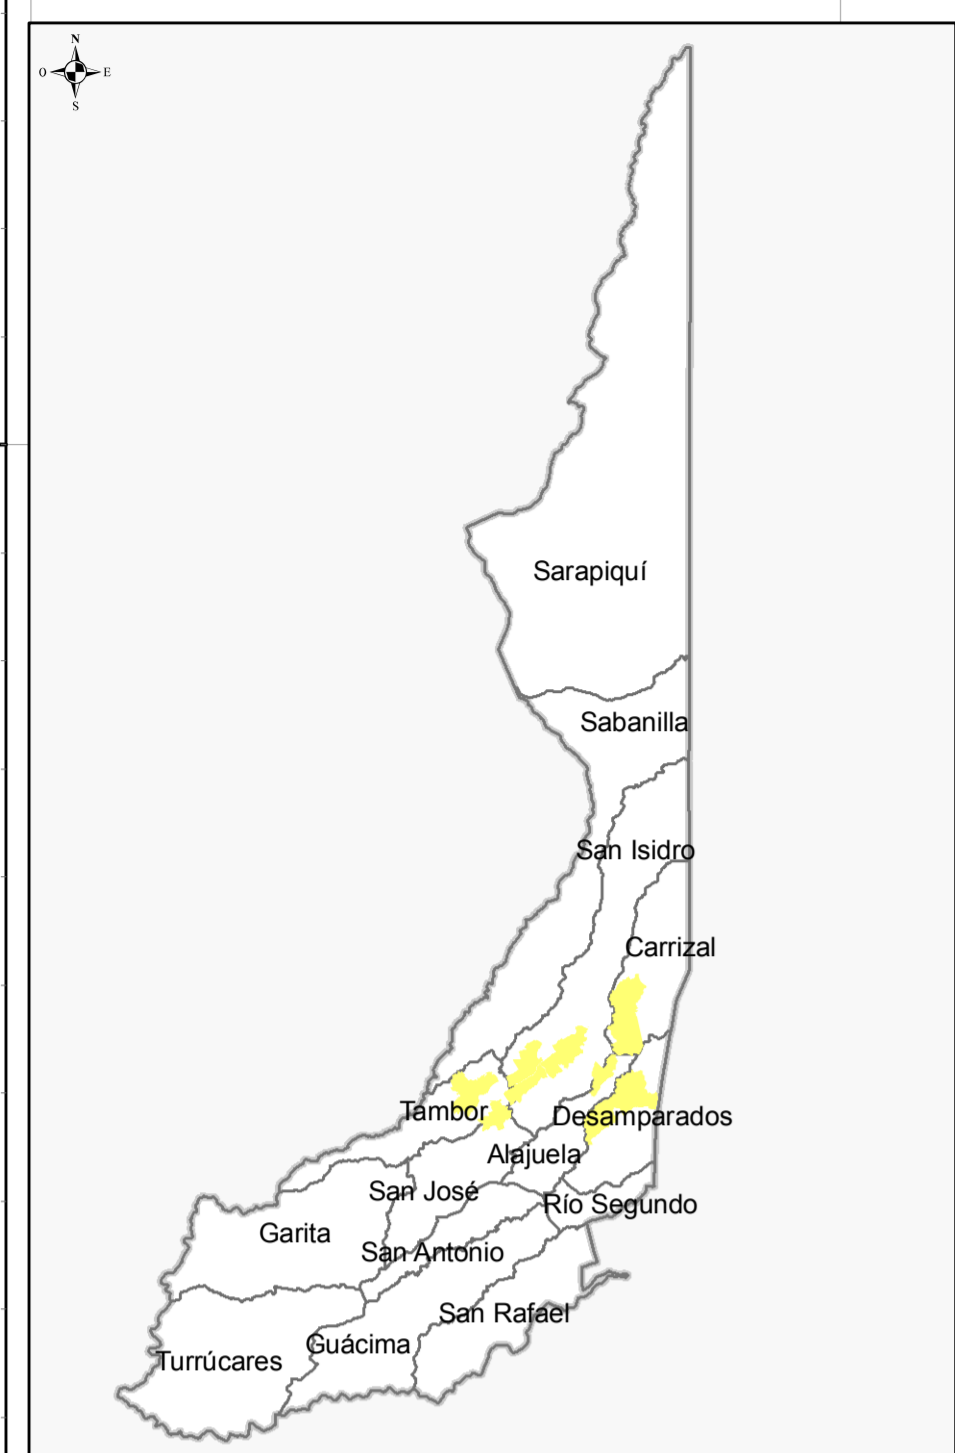 N
O E
S
Sarapiquí
Sabanilla
San Isidro
Carrizal
Tambor
Desamparados
Alajuela
San José
Río Segundo
Garita
San Antonio
San Rafael
Guácima
Turrúcares